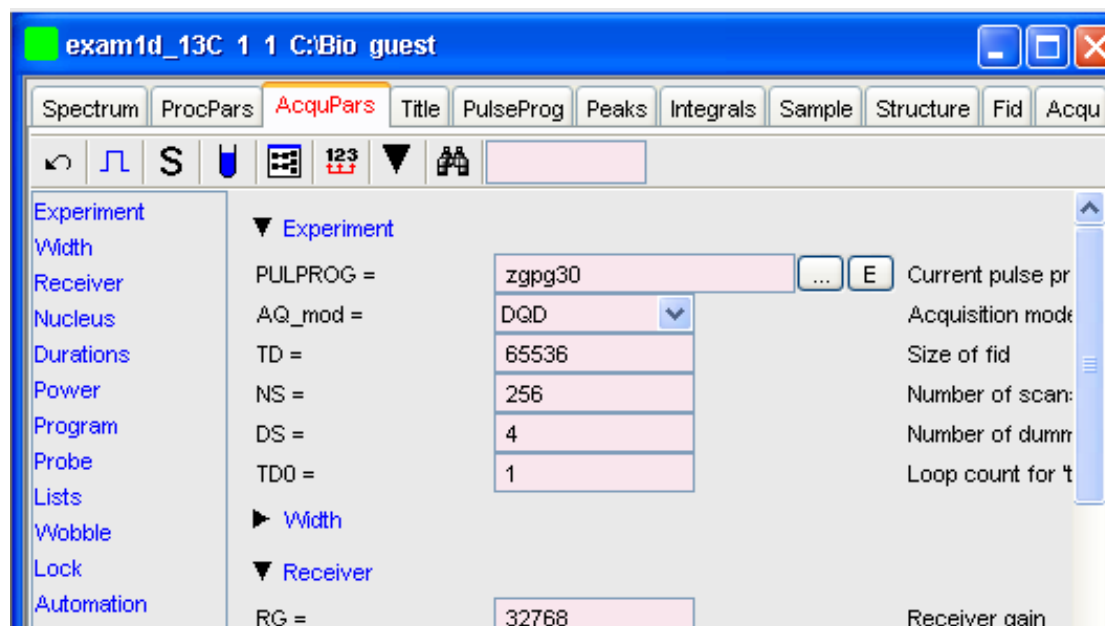 exam1d_13C 1 1 C:\Bio guest
Spectrum ProcPars AcquPars Title PulseProg Peaks Integrals Sample Structure Fid Acqu
S 123
Experiment
Width
Receiver
Nucleus
Durations
Power
Program
Probe
Lists
Wobble
Lock
Automation
Experiment
PULPROG = zgpg30 ... E Current pulse pr
AQ_mod = DQD Acquisition mode
TD = 65536 Size of fid
NS = 256 Number of scans
DS = 4 Number of dumm
TD0 = 1 Loop count for 't
Width
Receiver
RG = 32768 Receiver gain